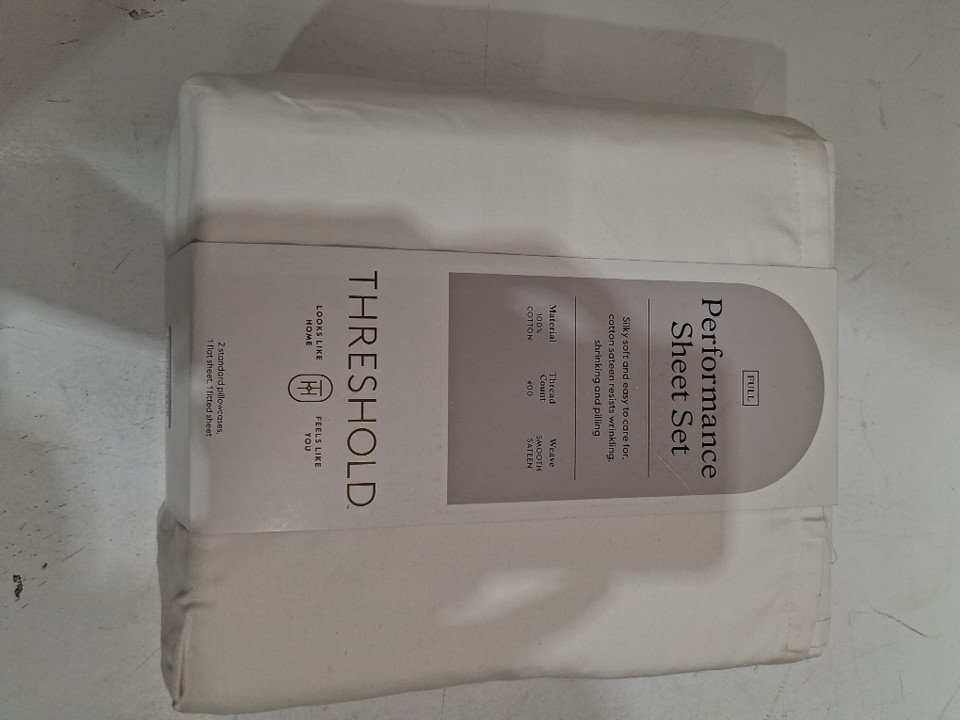 FULL
Performance
Sheet Set
Silky soft and easy to care for,
cotton sateen resists wrinkling,
shrinking and pilling
Material
100%
COTTON
Thread
Count
400
Weave
SMOOTH
SATEEN
THRESHOLD
LOOKS LIKE
HOME
FEELS LIKE
YOU
2 standard pillowcases,
1 flat sheet, 1 fitted sheet